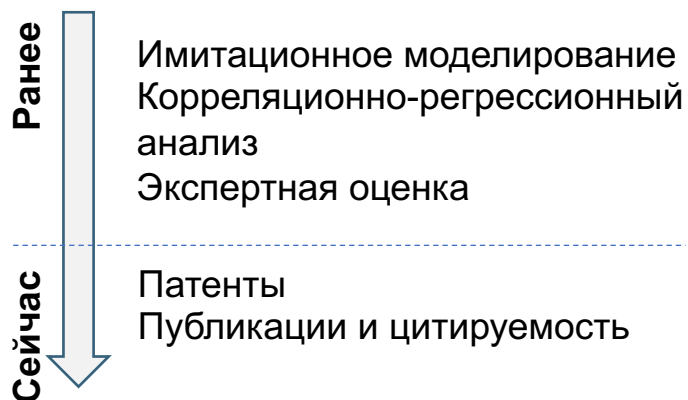 Ранее
Имитационное моделирование
Корреляционно-регрессионный
анализ
Экспертная оценка
Сейчас
Патенты
Публикации и цитируемость